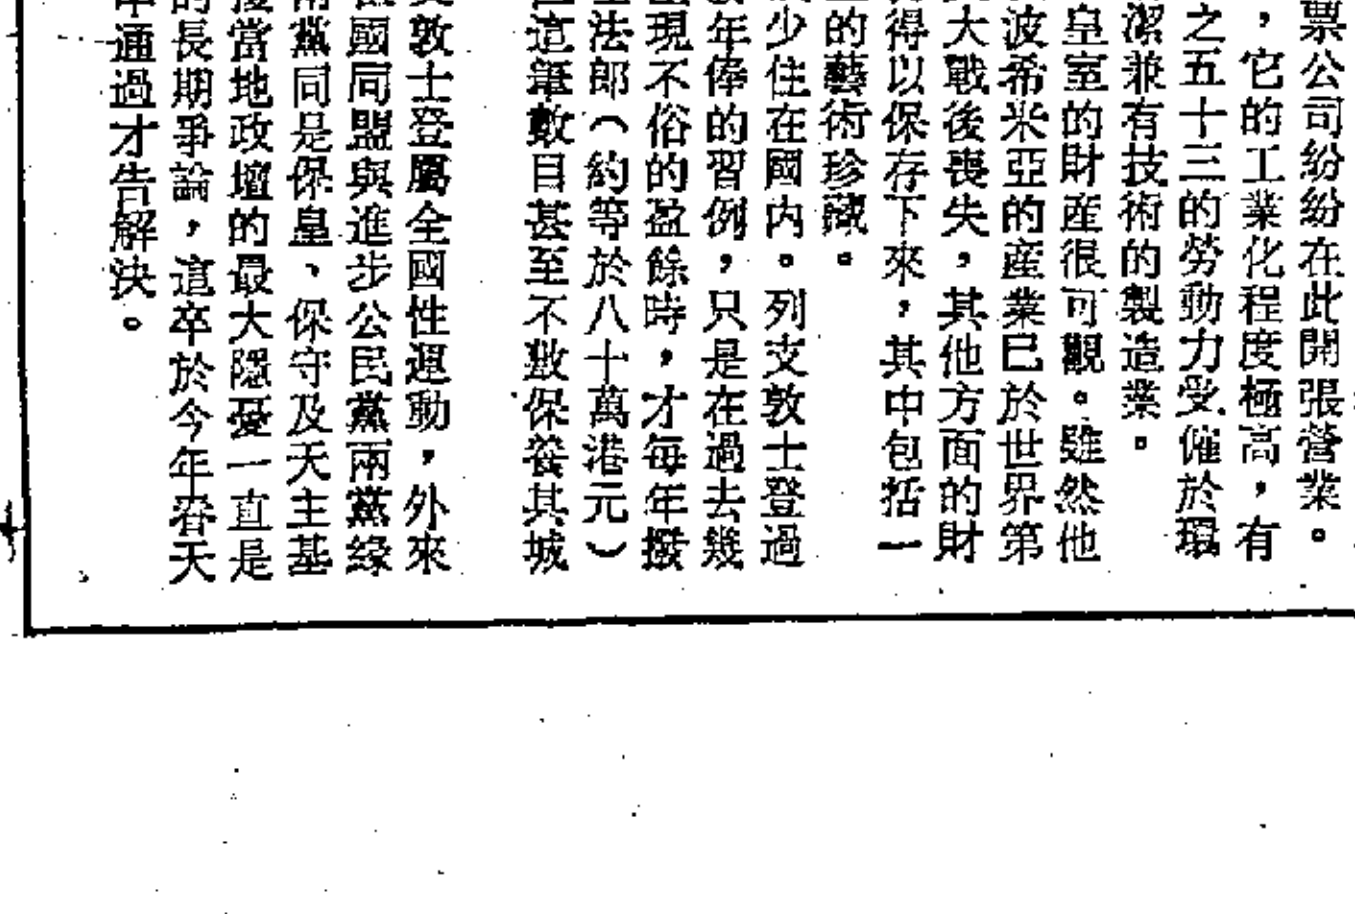 票公司紛紛在此開張營業。
，它的工業化程度極高，有
之五十三的勞動力受僱於環
潔兼有技術的製造業。
皇室的財產很可觀。雖然他
波希米亞的產業已於世界第
大戰後喪失，其他方面的財
得以保存下來，其中包括一
的藝術珍藏。
少住在國內。列支敦士登過
年俸的習例，只是在過去幾
現不俗的盈餘時，才每年撥
法郎（約等於八十萬港元）
這筆數目甚至不敷保養其城
敦士登屬全國性運動，外來
國同盟與進步公民黨兩黨緣
黨同是保皇、保守及天主基
當地政壇的最大隱憂一直是
的長期爭論，這卒於今年春天
通過才告解決。